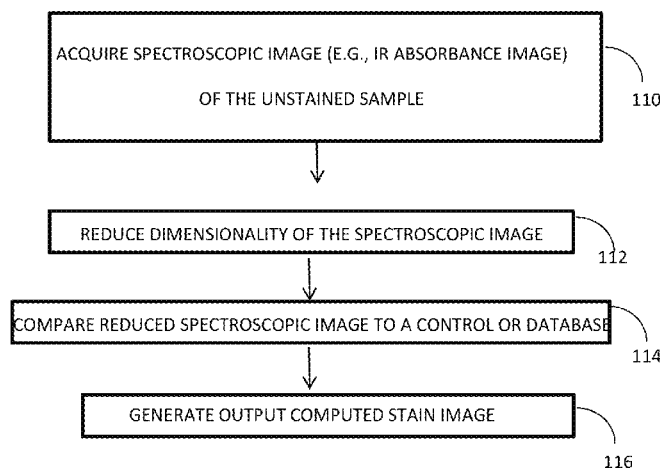 ACQUIRE SPECTROSCOPIC IMAGE (E.G., IR ABSORBANCE IMAGE)
OF THE UNSTAINED SAMPLE
110
REDUCE DIMENSIONALITY OF THE SPECTROSCOPIC IMAGE
112
COMPARE REDUCED SPECTROSCOPIC IMAGE TO A CONTROL OR DATABASE
114
GENERATE OUTPUT COMPUTED STAIN IMAGE
116